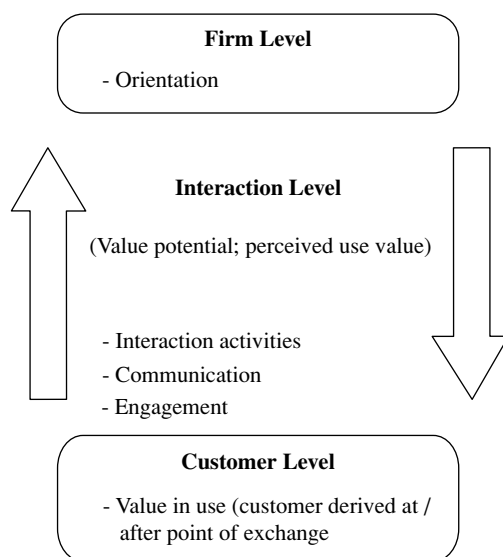 Firm Level
- Orientation
Interaction Level
(Value potential; perceived use value)
- Interaction activities
- Communication
- Engagement
Customer Level
- Value in use (customer derived at /
after point of exchange